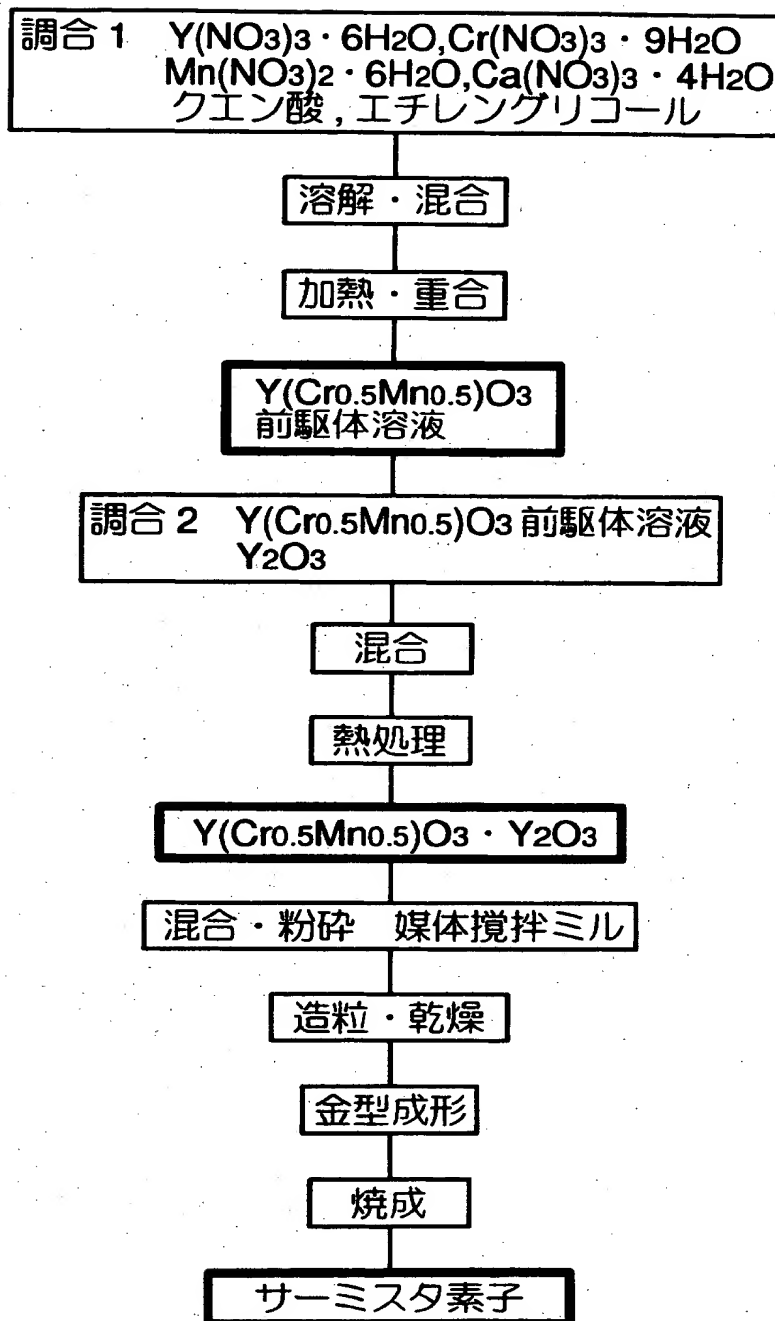 調合1 Y(NO3)3・6H2O,Cr(NO3)3・9H2O
Mn(NO3)2・6H2O,Ca(NO3)3・4H2O
クエン酸,エチレングリコール
溶解・混合
加熱・重合
Y(Cr0.5Mn0.5)O3
前駆体溶液
調合2 Y(Cr0.5Mn0.5)O3 前駆体溶液
Y2O3
混合
熱処理
Y(Cr0.5Mn0.5)O3・Y2O3
混合・粉砕 媒体撹拌ミル
造粒・乾燥
金型成形
焼成
サーミスタ素子